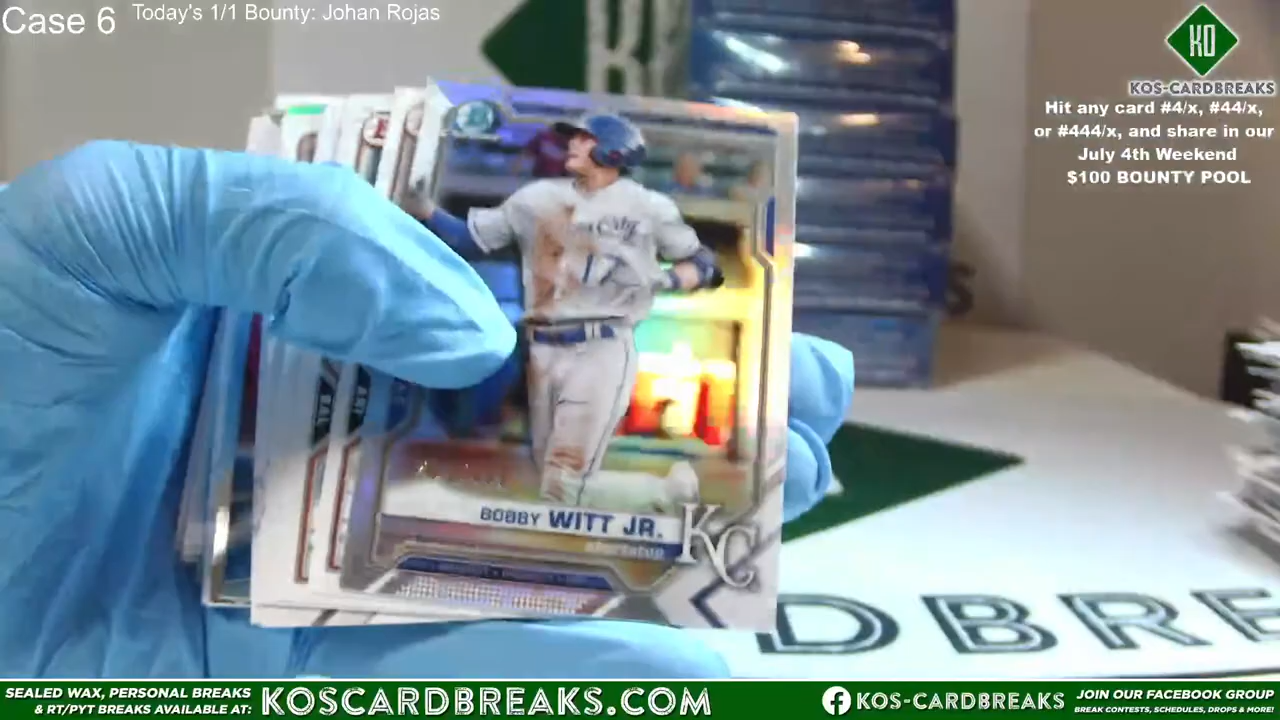 Case 6
Today's 1/1 Bounty: Johan Rojas
KO
KOS-CARDBREAKS
Hit any card #4/x, #44/x,
or #444/x, and share in our
July 4th Weekend
$100 BOUNTY POOL
17
BOBBY WITT JR.
shortstop
KC
DBRE
SEALED WAX, PERSONAL BREAKS
& RT/PYT BREAKS AVAILABLE AT:
KOSCARDBREAKS.COM
KOS-CARDBREAKS
JOIN OUR FACEBOOK GROUP
BREAK CONTESTS, SCHEDULES, DROPS & MORE!